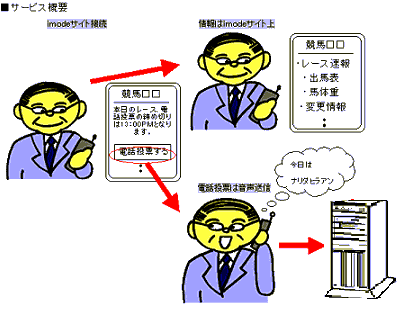 ■サービス概要
imodeサイト接続
情報はimodeサイト上
競馬□□
・レース速報
・出馬表
・馬体重
・変更情報
：
競馬□□
本日のレース、電
話投票の締め切り
は13:00PMとなり
ます。
電話投票する
：
電話投票は音声送信
今日は
ナリタヒラアン